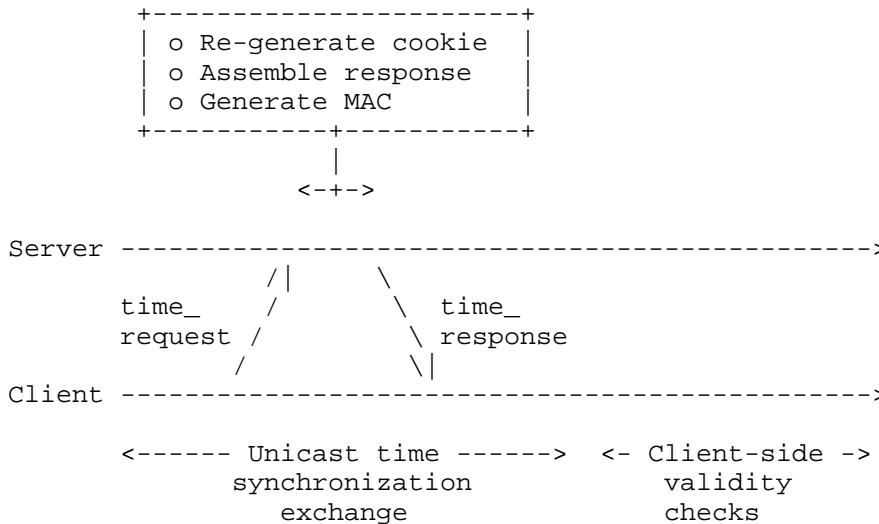 +-----------------------+
| o Re-generate cookie |
| o Assemble response |
| o Generate MAC |
+-----------+-----------+
|
<-+->
Server ----------------------------------------------->
/| \
time_ / \ time_
request / \ response
/ \|
Client ----------------------------------------------->
<------ Unicast time ------> <- Client-side ->
synchronization validity
exchange checks